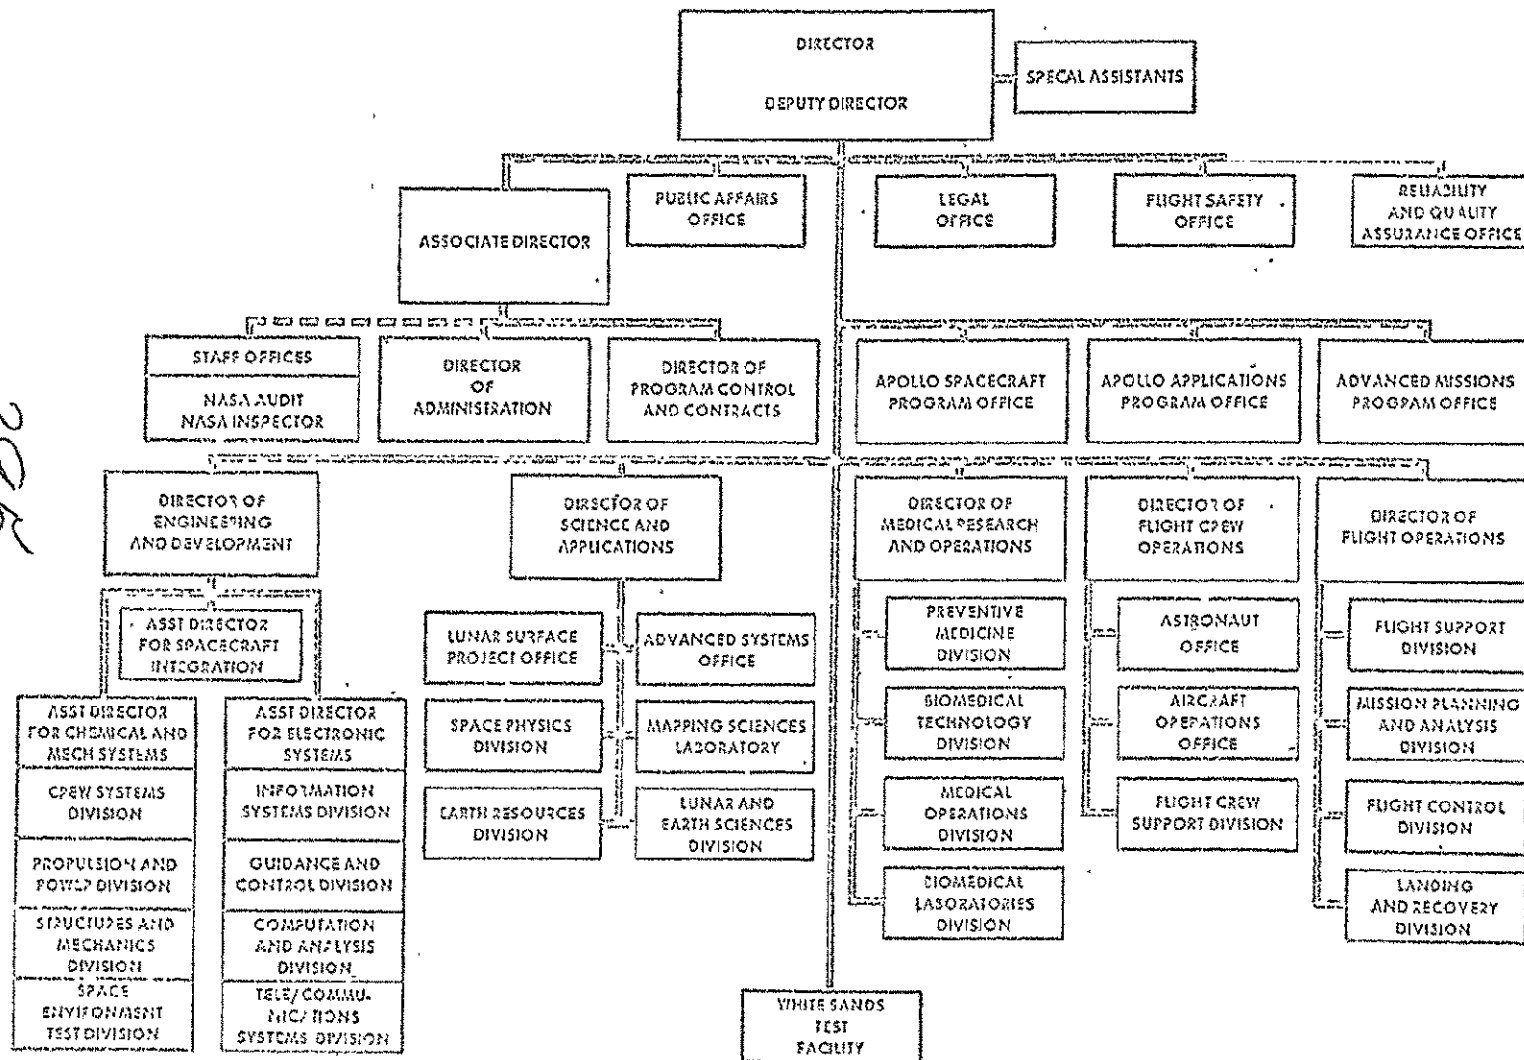 DIRECTOR
DEPUTY DIRECTOR
SPECAL ASSISTANTS
ASSOCIATE DIRECTOR
PUBLIC AFFAIRS
OFFICE
LEGAL
OFFICE
FLIGHT SAFETY
OFFICE
RELIABILITY
AND QUALITY
ASSURANCE OFFICE
STAFF OFFICES
NASA AUDIT
NASA INSPECTOR
DIRECTOR
OF
ADMINISTRATION
DIRECTOR OF
PROGRAM CONTROL
AND CONTRACTS
APOLLO SPACECRAFT
PROGRAM OFFICE
APOLLO APPLICATIONS
PROGRAM OFFICE
ADVANCED MISSIONS
PROGRAM OFFICE
DIRECTOR OF
ENGINEERING
AND DEVELOPMENT
DIRECTOR OF
SCIENCE AND
APPLICATIONS
DIRECTOR OF
MEDICAL RESEARCH
AND OPERATIONS
DIRECTOR OF
FLIGHT CREW
OPERATIONS
DIRECTOR OF
FLIGHT OPERATIONS
ASST DIRECTOR
FOR SPACECRAFT
INTEGRATION
ASST DIRECTOR
FOR CHEMICAL AND
MECH SYSTEMS
CREW SYSTEMS
DIVISION
PROPULSION AND
POWER DIVISION
STRUCTURES AND
MECHANICS
DIVISION
SPACE
ENVIRONMENT
TEST DIVISION
ASST DIRECTOR
FOR ELECTRONIC
SYSTEMS
INFORMATION
SYSTEMS DIVISION
GUIDANCE AND
CONTROL DIVISION
COMPUTATION
AND ANALYSIS
DIVISION
TELE/COMMU-
NICATIONS
SYSTEMS DIVISION
LUNAR SURFACE
PROJECT OFFICE
ADVANCED SYSTEMS
OFFICE
SPACE PHYSICS
DIVISION
MAPPING SCIENCES
LABORATORY
EARTH RESOURCES
DIVISION
LUNAR AND
EARTH SCIENCES
DIVISION
PREVENTIVE
MEDICINE
DIVISION
BIOMEDICAL
TECHNOLOGY
DIVISION
MEDICAL
OPERATIONS
DIVISION
BIOMEDICAL
LABORATORIES
DIVISION
ASTRONAUT
OFFICE
AIRCRAFT
OPERATIONS
OFFICE
FLIGHT CREW
SUPPORT DIVISION
FLIGHT SUPPORT
DIVISION
MISSION PLANNING
AND ANALYSIS
DIVISION
FLIGHT CONTROL
DIVISION
LANDING
AND RECOVERY
DIVISION
WHITE SANDS
TEST
FACILITY